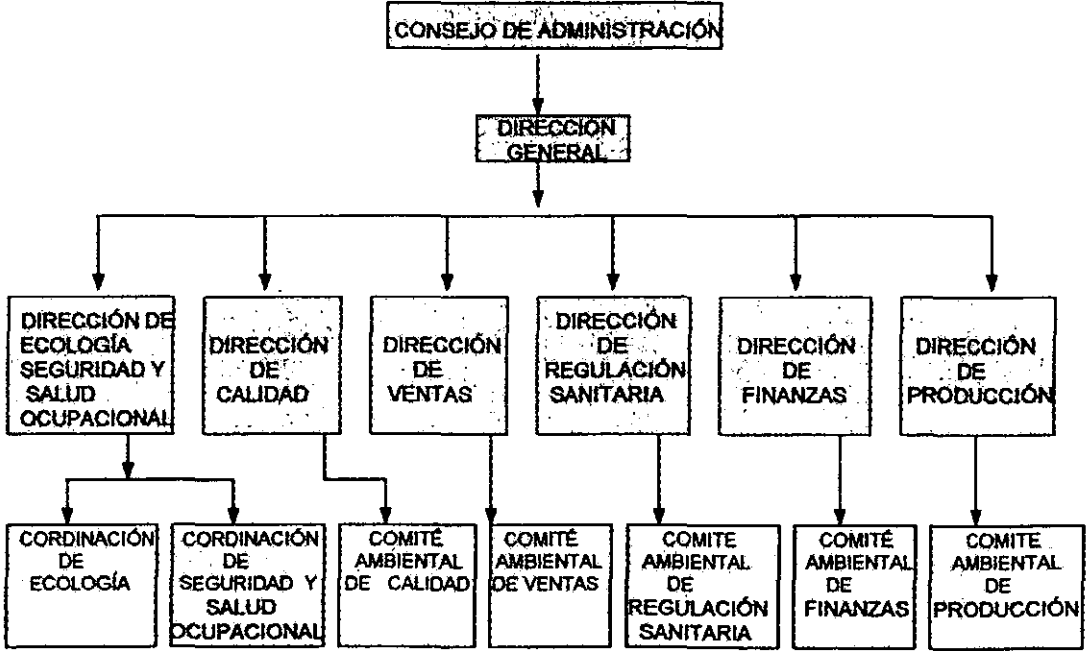 CONSEJO DE ADMINISTRACIÓN
DIRECCIÓN
GENERAL
DIRECCIÓN DE
ECOLOGÍA
SEGURIDAD Y
SALUD
OCUPACIONAL
DIRECCIÓN
DE
CALIDAD
DIRECCIÓN
DE
VENTAS
DIRECCIÓN
DE
REGULACIÓN
SANITARIA
DIRECCIÓN
DE
FINANZAS
DIRECCIÓN
DE
PRODUCCIÓN
CORDINACIÓN
DE
ECOLOGÍA
CORDINACIÓN
DE
SEGURIDAD Y
SALUD
OCUPACIONAL
COMITÉ
AMBIENTAL
DE CALIDAD
COMITÉ
AMBIENTAL
DE VENTAS
COMITE
AMBIENTAL
DE
REGULACIÓN
SANITARIA
COMITÉ
AMBIENTAL
DE
FINANZAS
COMITE
AMBIENTAL
DE
PRODUCCIÓN